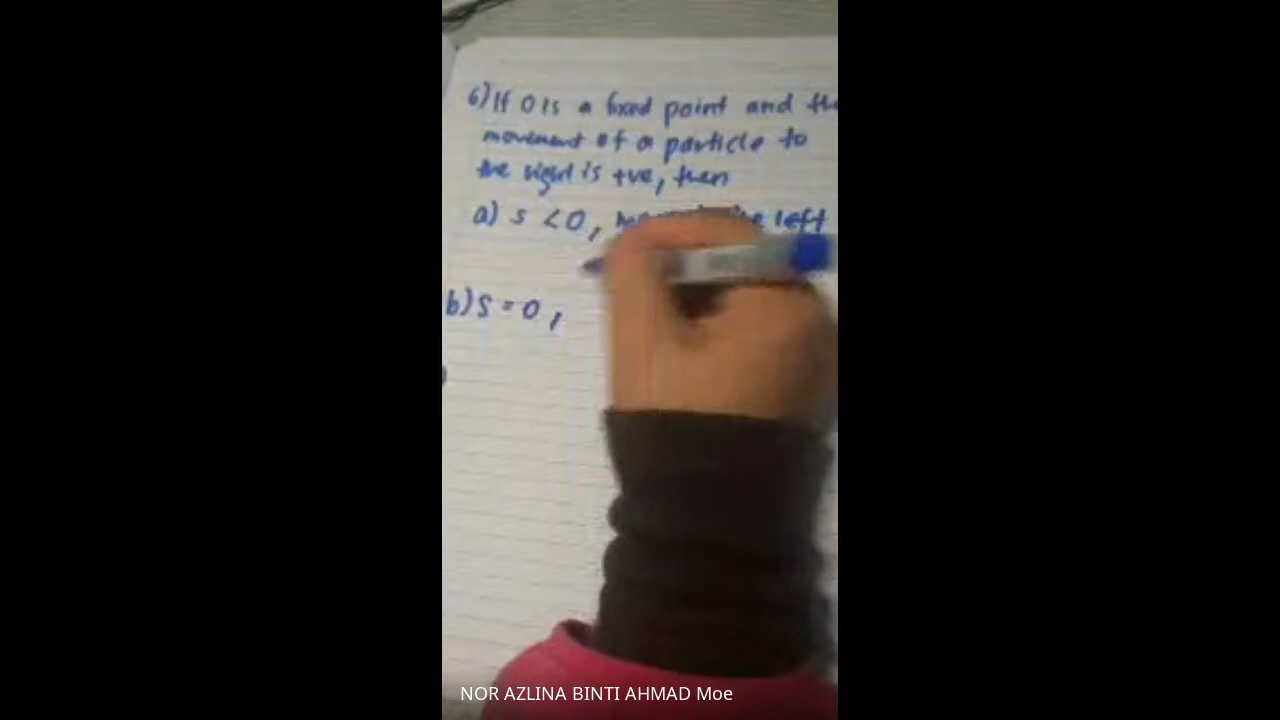 6) If O is a fixed point and the
movement of a particle to
the right is +ve, then
a) s < 0, left
b) s = 0,
NOR AZLINA BINTI AHMAD Moe